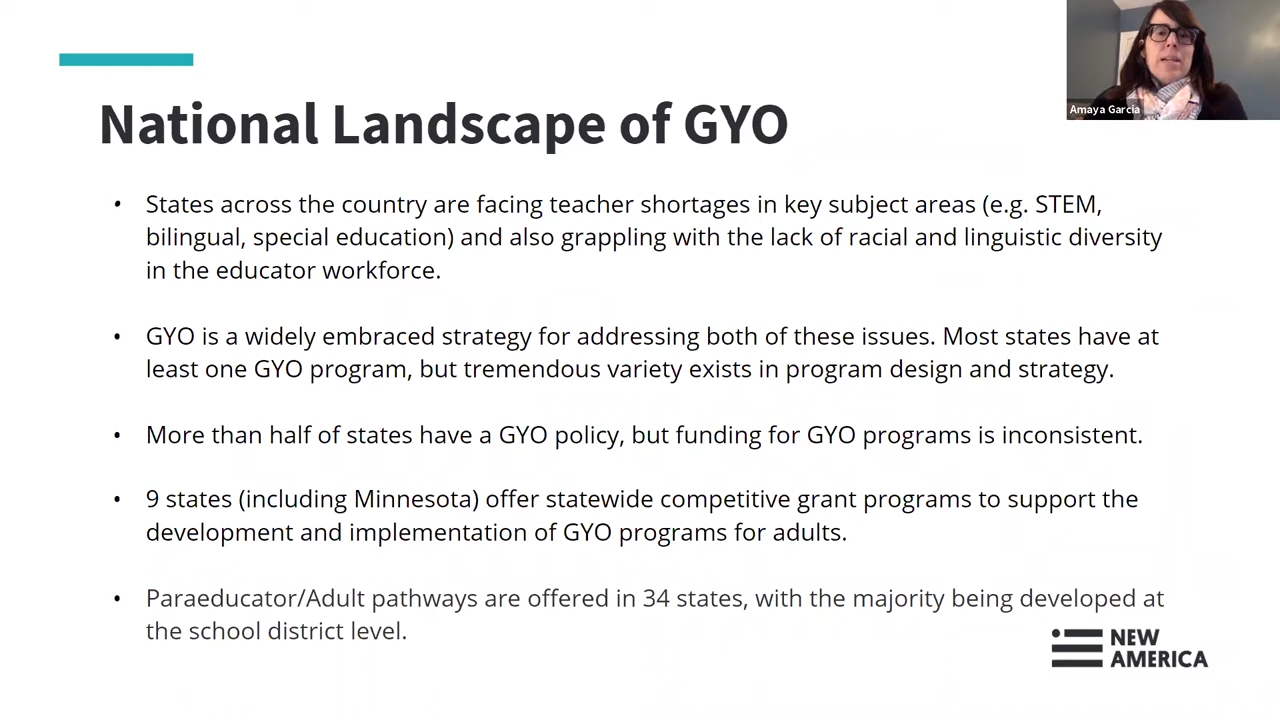 Amaya Garcia
National Landscape of GYO
• States across the country are facing teacher shortages in key subject areas (e.g. STEM,
bilingual, special education) and also grappling with the lack of racial and linguistic diversity
in the educator workforce.
• GYO is a widely embraced strategy for addressing both of these issues. Most states have at
least one GYO program, but tremendous variety exists in program design and strategy.
• More than half of states have a GYO policy, but funding for GYO programs is inconsistent.
• 9 states (including Minnesota) offer statewide competitive grant programs to support the
development and implementation of GYO programs for adults.
• Paraeducator/Adult pathways are offered in 34 states, with the majority being developed at
the school district level.
NEW
AMERICA